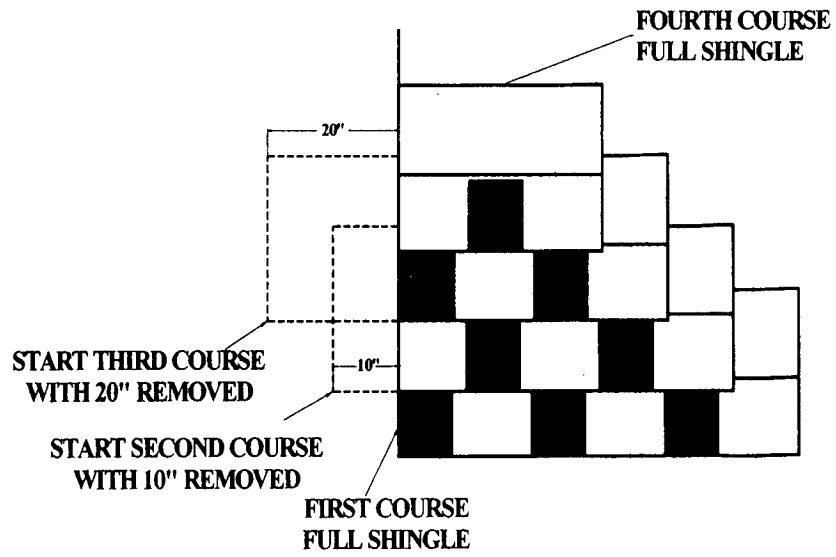 FOURTH COURSE
FULL SHINGLE
20"
10"
START THIRD COURSE
WITH 20" REMOVED
START SECOND COURSE
WITH 10" REMOVED
FIRST COURSE
FULL SHINGLE